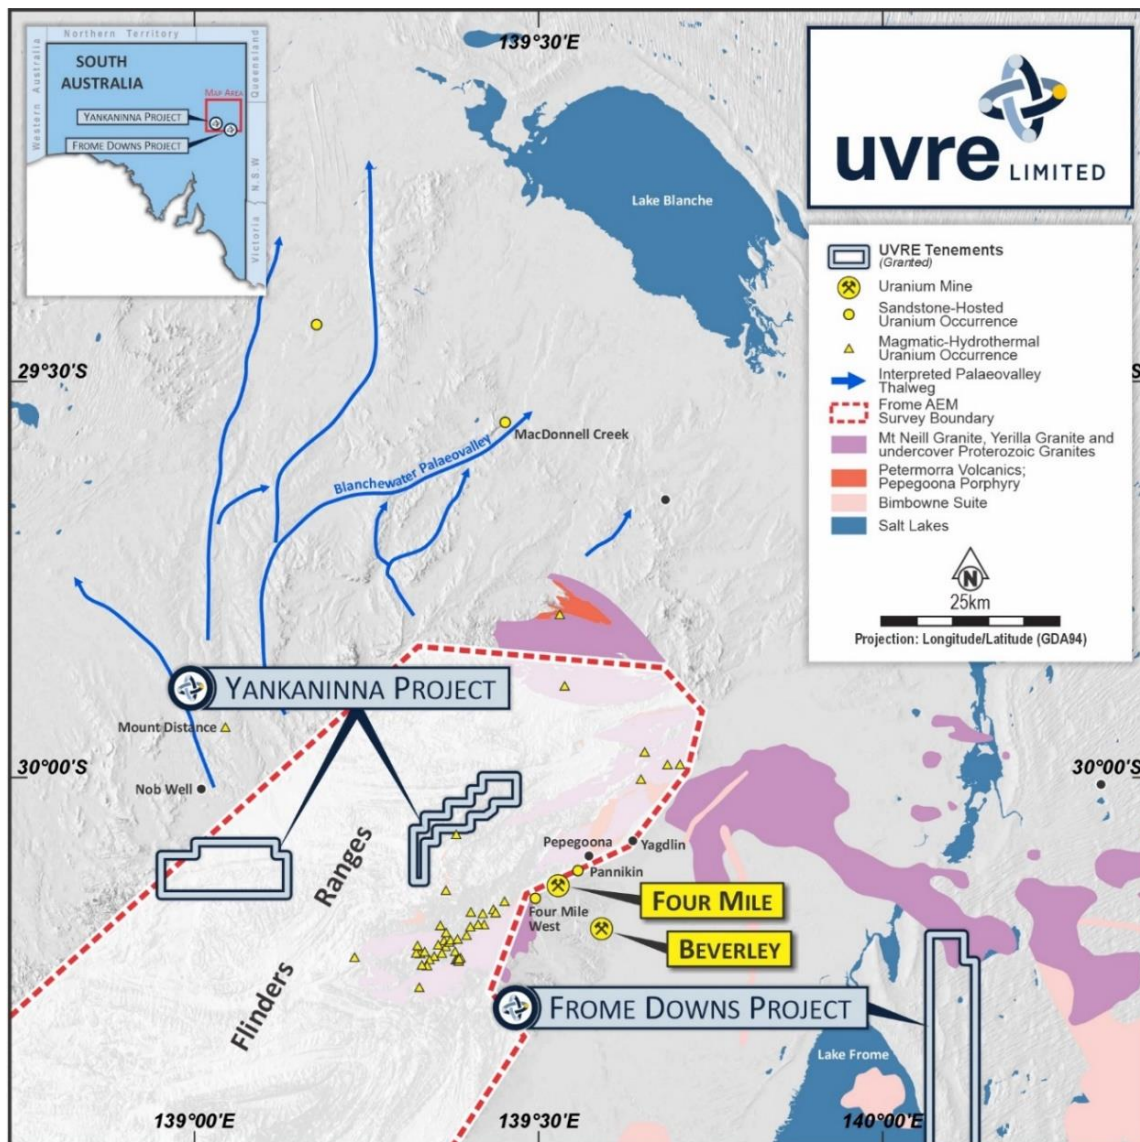 Northern Territory
Western Australia
SOUTH
AUSTRALIA
Queensland
MAP AREA
YANKANINNA PROJECT
FROME DOWNS PROJECT
N.S.W
Victoria
139°30'E
uvre LIMITED
Lake Blanche
UVRE Tenements
(Granted)
Uranium Mine
Sandstone-Hosted
Uranium Occurrence
Magmatic-Hydrothermal
Uranium Occurrence
Interpreted Palaeovalley
Thalweg
Frome AEM
Survey Boundary
Mt Neill Granite, Yerilla Granite and
undercover Proterozoic Granites
Petermorra Volcanics;
Pepegoona Porphyry
Bimbowne Suite
Salt Lakes
N
25km
Projection: Longitude/Latitude (GDA94)
29°30'S
S
MacDonnell Creek
Blanchewater Palaeovalley
YANKANINNA PROJECT
Mount Distance
Nob Well
30°00'S
30°00'S
Flinders Ranges
Pepegoona
Yagdlin
Pannikin
Four Mile
West
FOUR MILE
BEVERLEY
FROME DOWNS PROJECT
Lake Frome
139°00'E
139°30'E
140°00'E